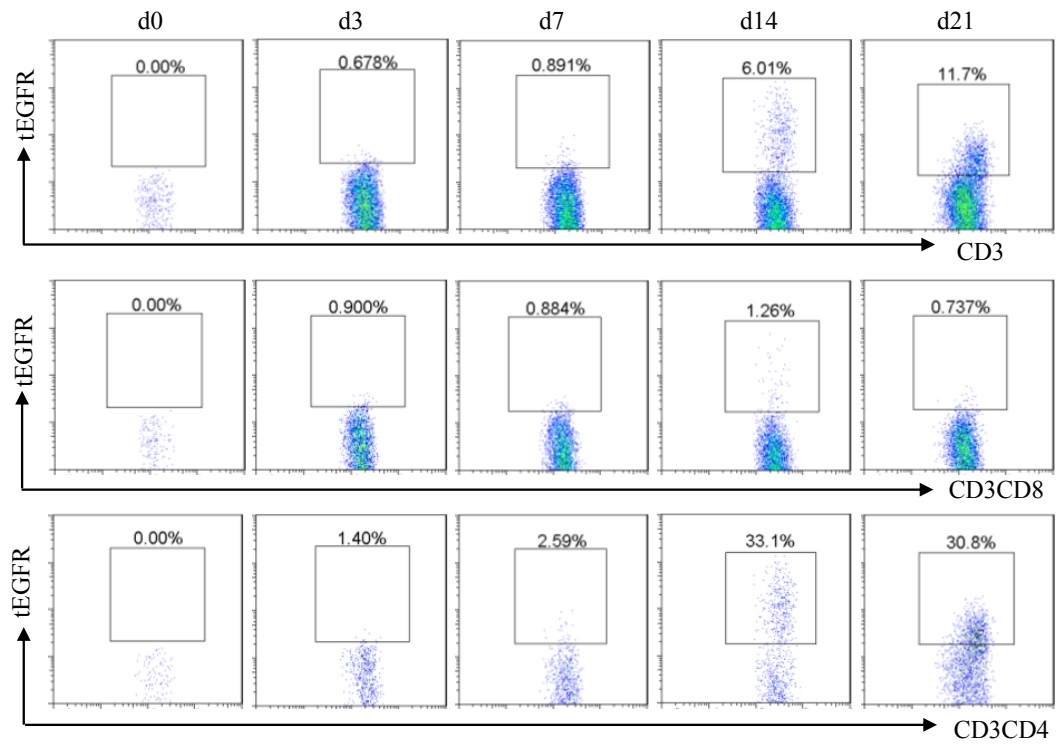 d0 d3 d7 d14 d21
tEGFR
0.00% 0.678% 0.891% 6.01% 11.7%
CD3
tEGFR
0.00% 0.900% 0.884% 1.26% 0.737%
CD3CD8
tEGFR
0.00% 1.40% 2.59% 33.1% 30.8%
CD3CD4